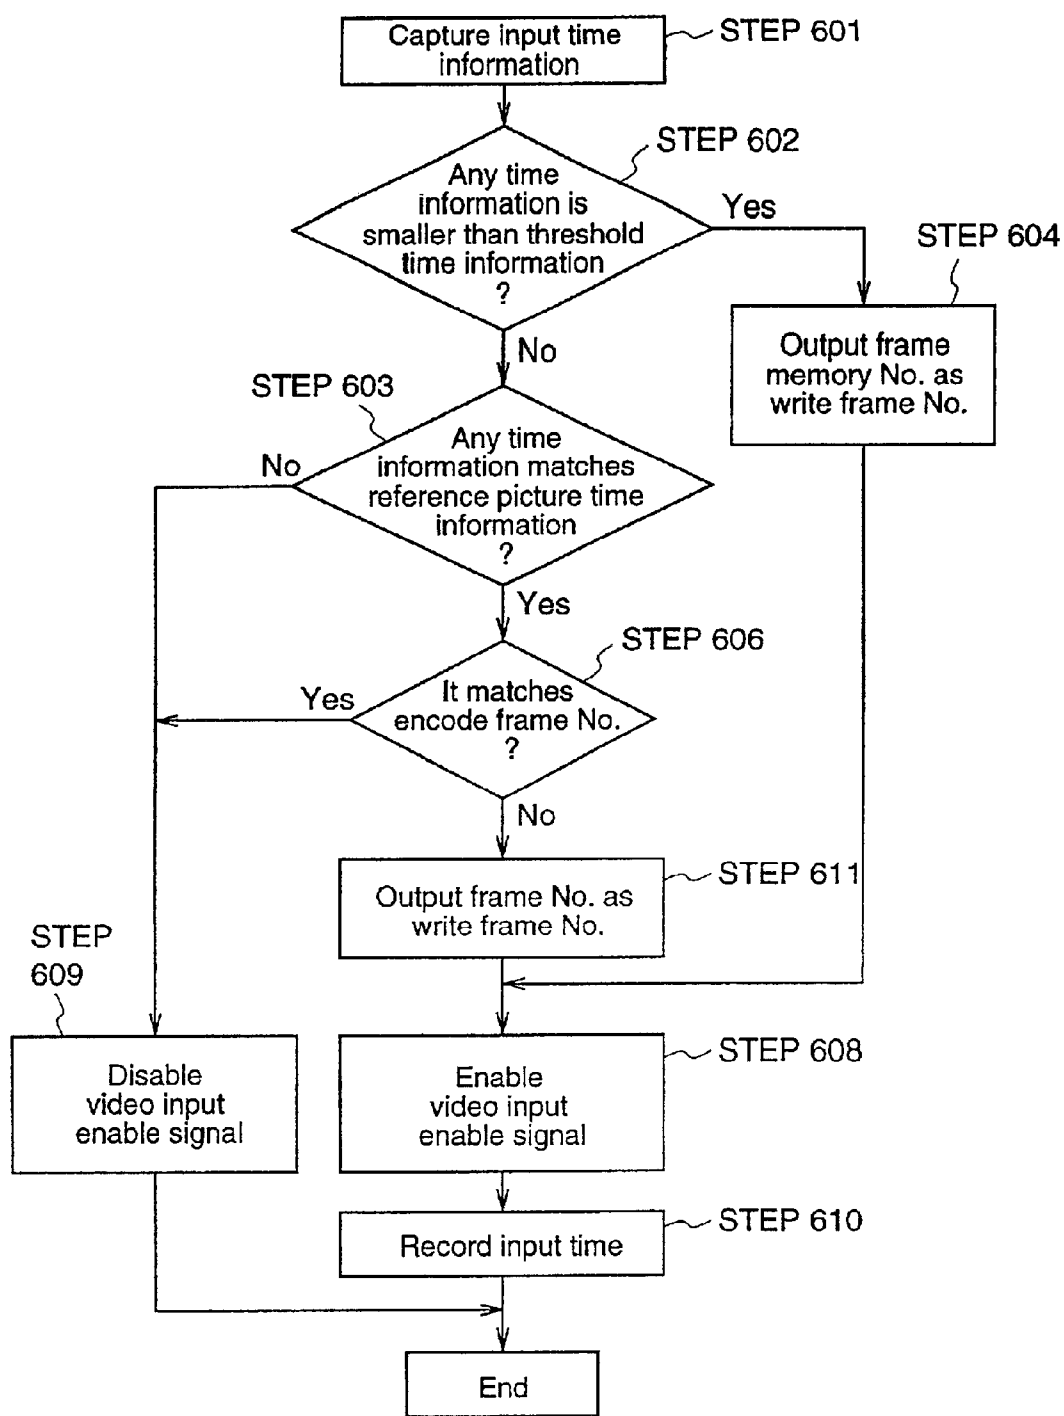 Capture input time
information
STEP 601
STEP 602
Any time
information is
smaller than threshold
time information
?
Yes
STEP 604
Output frame
memory No. as
write frame No.
No
STEP 603
Any time
information matches
reference picture time
information
?
No
Yes
STEP 606
It matches
encode frame No.
?
Yes
No
STEP 611
Output frame No. as
write frame No.
STEP
609
Disable
video input
enable signal
STEP 608
Enable
video input
enable signal
STEP 610
Record input time
End